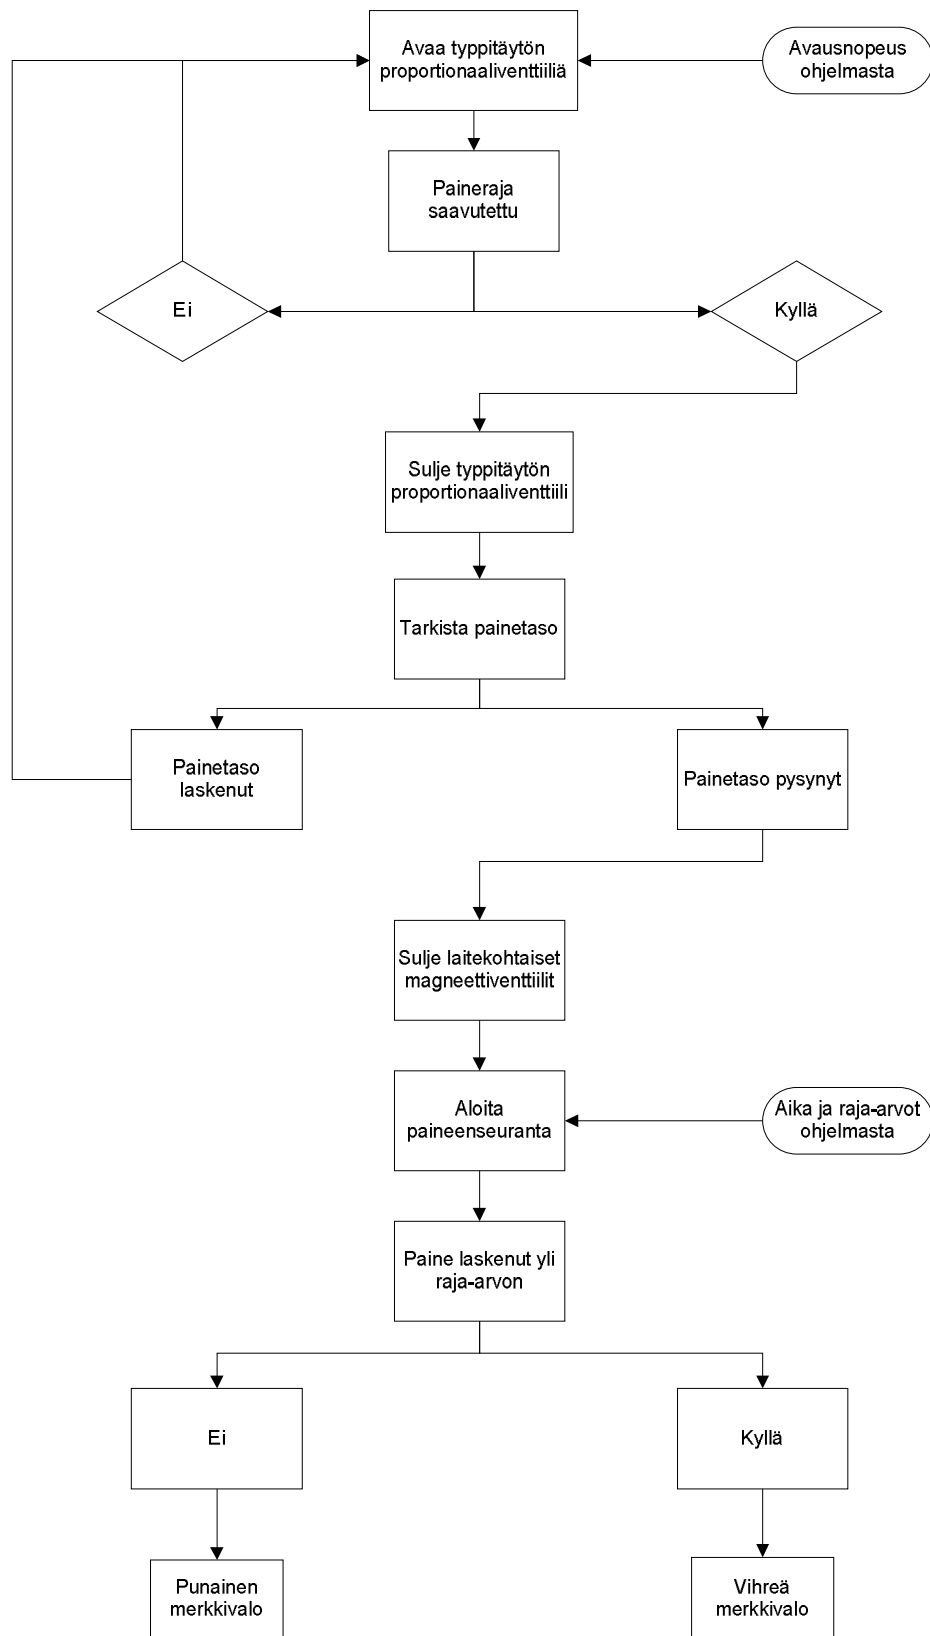 Avaa typpitäytön
proportionaaliventtiiliä
Avausnopeus
ohjelmasta
Paineraja
saavutettu
Ei
Kyllä
Sulje typpitäytön
proportionaaliventtiili
Tarkista painetaso
Painetaso
laskenut
Painetaso pysynyt
Sulje laitekohtaiset
magneettiventtiilit
Aloita
paineenseuranta
Aika ja raja-arvot
ohjelmasta
Paine laskenut yli
raja-arvon
Ei
Kyllä
Punainen
merkkivalo
Vihreä
merkkivalo